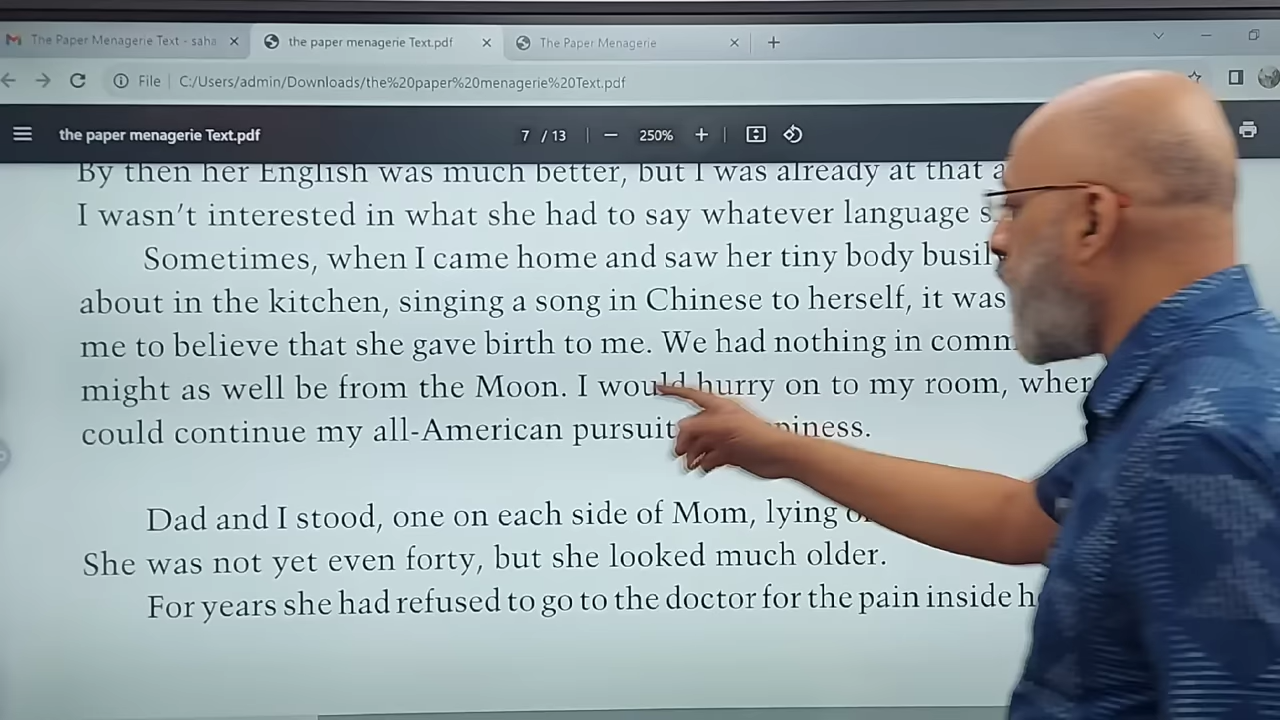 The Paper Menagerie Text - saha
the paper menagerie Text.pdf
The Paper Menagerie
File C:/Users/admin/Downloads/the%20paper%20menagerie%20Text.pdf
the paper menagerie Text.pdf 7 / 13 250%
By then her English was much better, but I was already at that a
I wasn't interested in what she had to say whatever language s
Sometimes, when I came home and saw her tiny body busil
about in the kitchen, singing a song in Chinese to herself, it was
me to believe that she gave birth to me. We had nothing in comm
might as well be from the Moon. I would hurry on to my room, wher
could continue my all-American pursuit piness.
Dad and I stood, one on each side of Mom, lying o
She was not yet even forty, but she looked much older.
For years she had refused to go to the doctor for the pain inside h